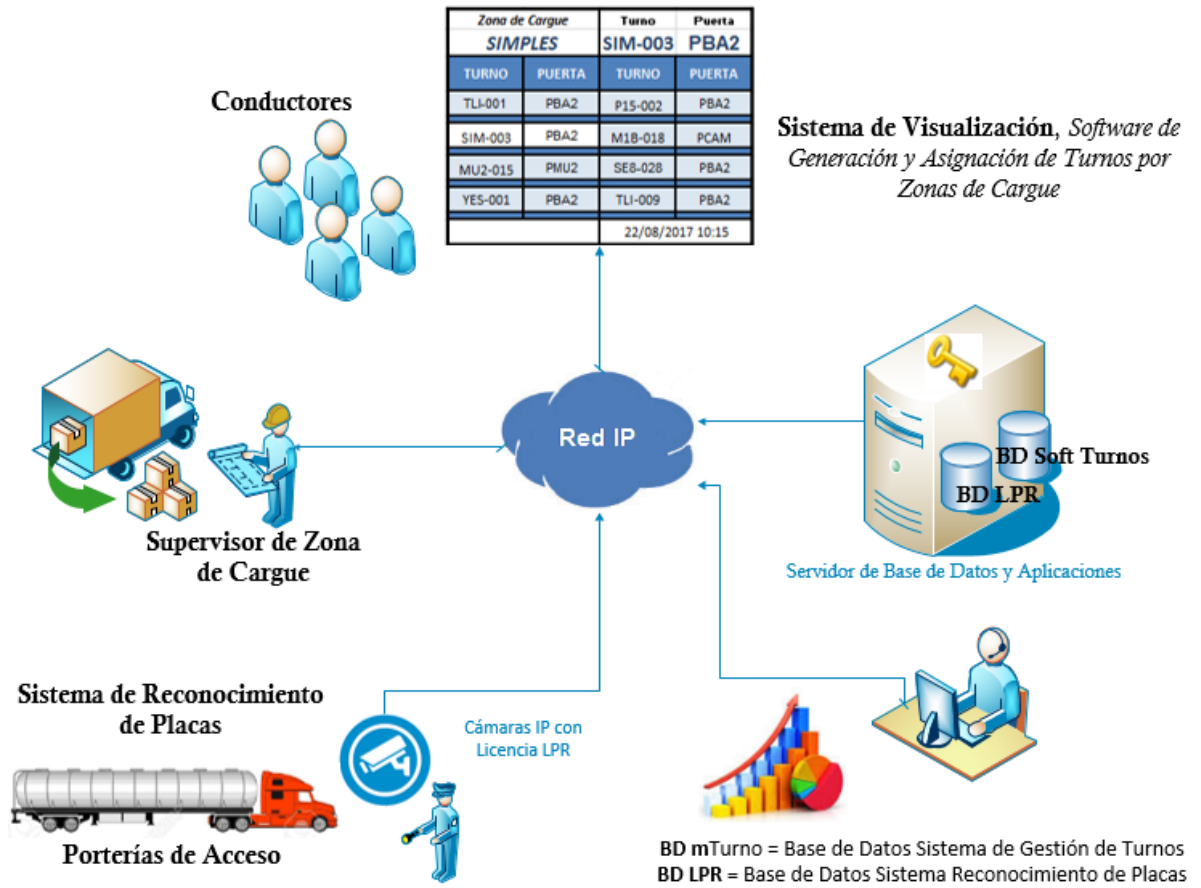 Zona de Cargue Turno Puerta
SIMPLES SIM-003 PBA2
TURNO PUERTA TURNO PUERTA
TLI-001 PBA2 P15-002 PBA2
SIM-003 PBA2 M1B-018 PCAM
MU2-015 PMU2 SE8-028 PBA2
YES-001 PBA2 TLI-009 PBA2
22/08/2017 10:15
Conductores
Sistema de Visualización, Software de
Generación y Asignación de Turnos por
Zonas de Cargue
Red IP
BD Soft Turnos
BD LPR
Servidor de Base de Datos y Aplicaciones
Supervisor de Zona
de Cargue
Sistema de Reconocimiento
de Placas
Cámaras IP con
Licencia LPR
Porterías de Acceso
BD mTurno = Base de Datos Sistema de Gestión de Turnos
BD LPR = Base de Datos Sistema Reconocimiento de Placas